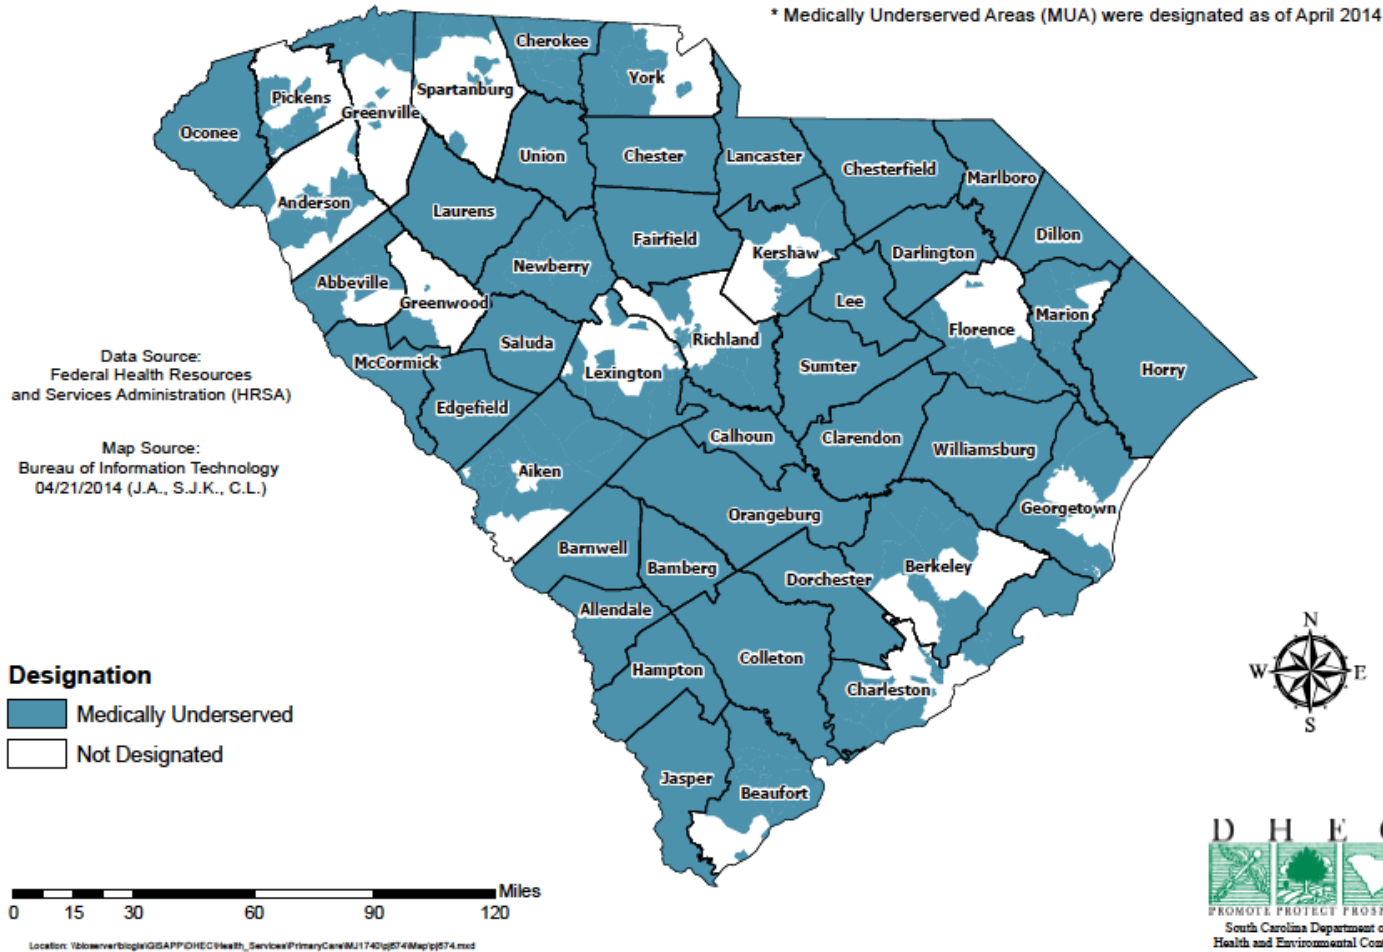 * Medically Underserved Areas (MUA) were designated as of April 2014
Cherokee
York
Spartanburg
Pickens
Greenville
Oconee
Union
Chester
Lancaster
Chesterfield
Marlboro
Anderson
Laurens
Fairfield
Kershaw
Darlington
Dillon
Newberry
Abbeville
Greenwood
Lee
Marion
Florence
Saluda
Richland
McCormick
Lexington
Sumter
Horry
Edgefield
Calhoun
Clarendon
Williamsburg
Aiken
Orangeburg
Georgetown
Barnwell
Bamberg
Dorchester
Berkeley
Allendale
Hampton
Colleton
Charleston
Jasper
Beaufort
Data Source:
Federal Health Resources
and Services Administration (HRSA)
Map Source:
Bureau of Information Technology
04/21/2014 (J.A., S.J.K., C.L.)
Designation
Medically Underserved
Not Designated
N
W E
S
Miles
0 15 30 60 90 120
D H E
PROMOTE PROTECT
South Carolina Department
Health and Environmental